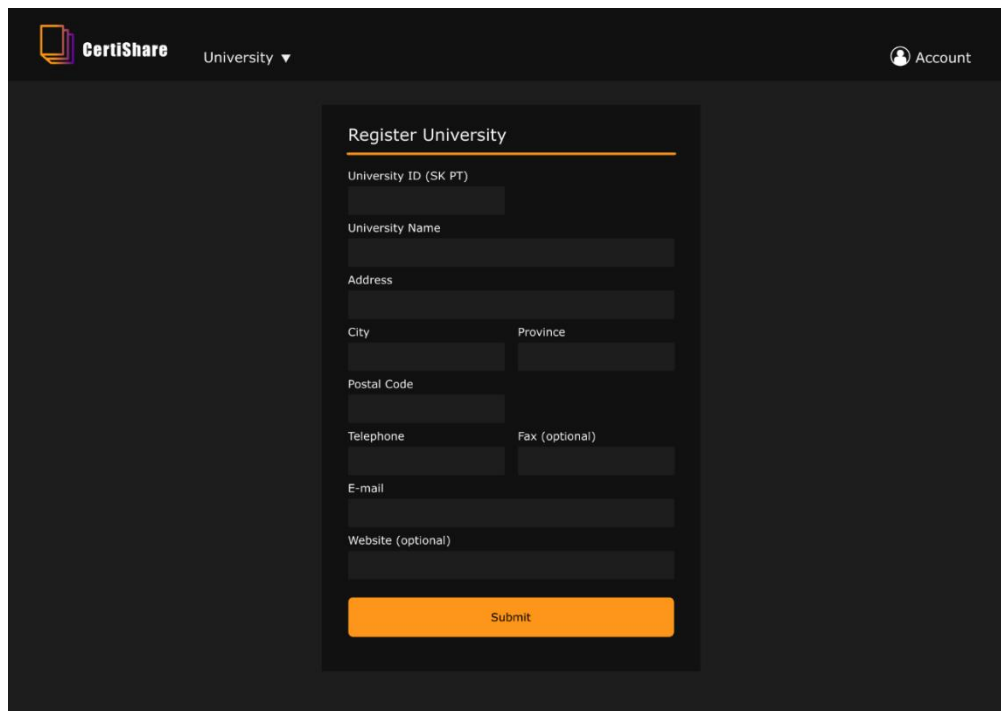 CertiShare
University ▼
Account
Register University
University ID (SK PT)
University Name
Address
City
Province
Postal Code
Telephone
Fax (optional)
E-mail
Website (optional)
Submit